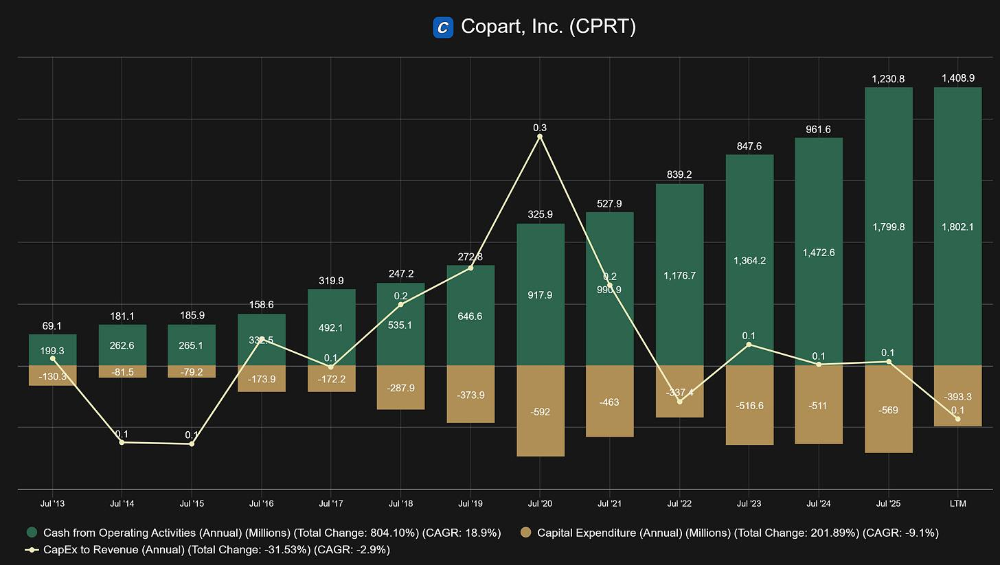 C Copart, Inc. (CPRT)
1,230.8 1,408.9
0.3 961.6
847.6
839.2
527.9
325.9
272.8
319.9 247.2
158.6
69.1 181.1 185.9
0.2 0.2
199.3 262.6 265.1 332.5 492.1 535.1 646.6 917.9 990.9 1,176.7 1,364.2 1,472.6 1,799.8 1,802.1
0.1 0.1 0.1 0.1
-130.3 -81.5 -79.2 -173.9 -172.2 -287.9 -373.9 -592 -463 -337.4 -516.6 -511 -569 -393.3
0.1 0.1 0.1
Jul '13 Jul '14 Jul '15 Jul '16 Jul '17 Jul '18 Jul '19 Jul '20 Jul '21 Jul '22 Jul '23 Jul '24 Jul '25 LTM
Cash from Operating Activities (Annual) (Millions) (Total Change: 804.10%) (CAGR: 18.9%) Capital Expenditure (Annual) (Millions) (Total Change: 201.89%) (CAGR: -9.1%)
CapEx to Revenue (Annual) (Total Change: -31.53%) (CAGR: -2.9%)